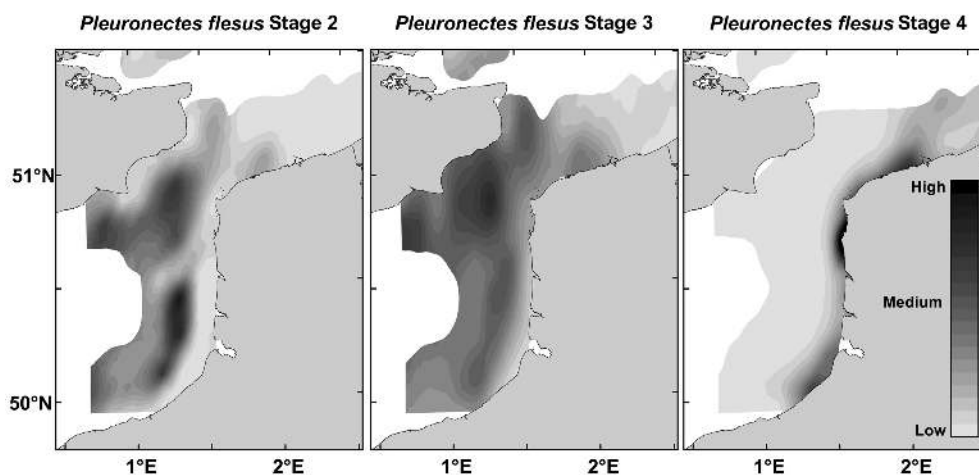 Pleuronectes flesus Stage 2
Pleuronectes flesus Stage 3
Pleuronectes flesus Stage 4
51°N
50°N
High
Medium
Low
1°E 2°E
1°E 2°E
1°E 2°E